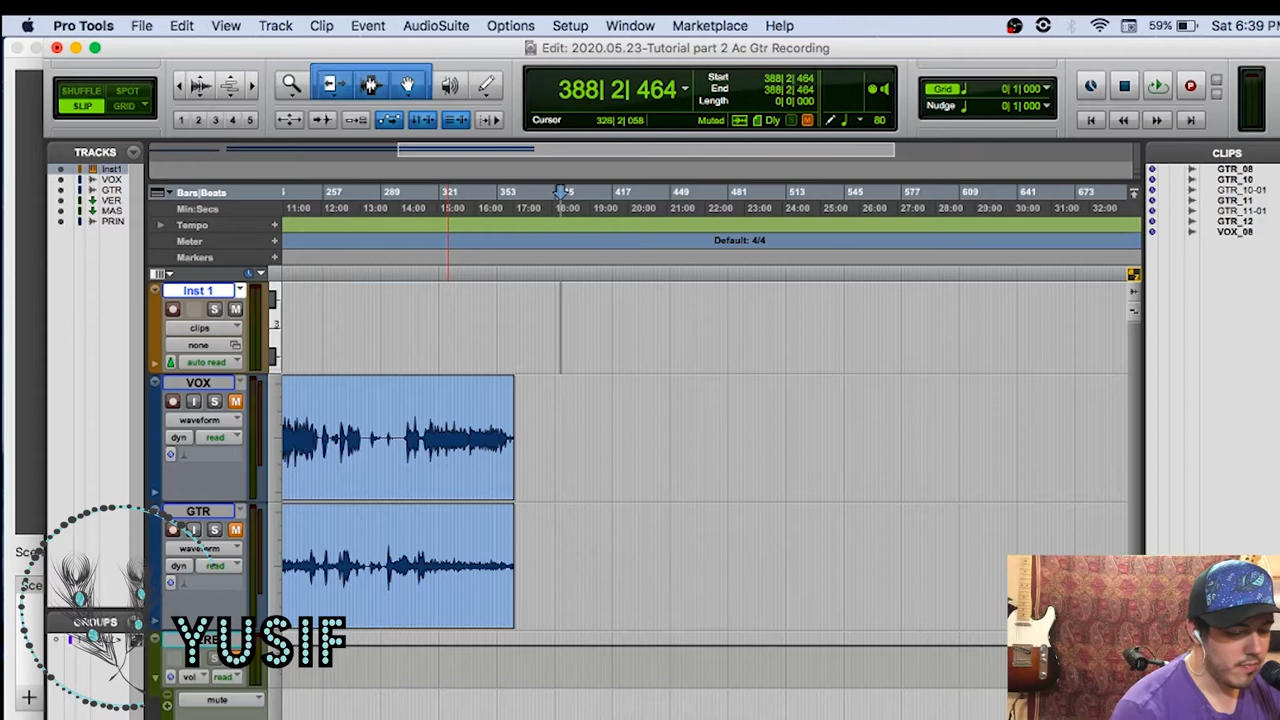 Pro Tools File Edit View Track Clip Event AudioSuite Options Setup Window Marketplace Help 59% Sat 6:39 PM
Edit: 2020.05.23-Tutorial part 2 Ac Gtr Recording
SHUFFLE SPOT
SLIP GRID
1 2 3 4 5
388| 2| 464
Start 388| 2| 464
End 388| 2| 464
Length 0| 0| 000
Cursor 326| 2| 058 Muted Dly S M 80
Grid 0| 1| 000
Nudge 0| 1| 000
TRACKS
Inst1
VOX
GTR
VER
MAS
PRIN
Bars|Beats 257 289 321 353 417 449 481 513 545 577 609 641 673
Min:Secs 11:00 12:00 13:00 14:00 15:00 16:00 17:00 18:00 19:00 20:00 21:00 22:00 23:00 24:00 25:00 26:00 27:00 28:00 29:00 30:00 31:00 32:00
Tempo
Meter Default: 4/4
Markers
Inst 1
S M
clips
none
auto read
3
VOX
I S M
waveform
dyn read
GTR
I S M
waveform
dyn read
vol read
mute
GROUPS
YUSIF
CLIPS
GTR_08
GTR_10
GTR_10-01
GTR_11
GTR_11-01
GTR_12
VOX_08